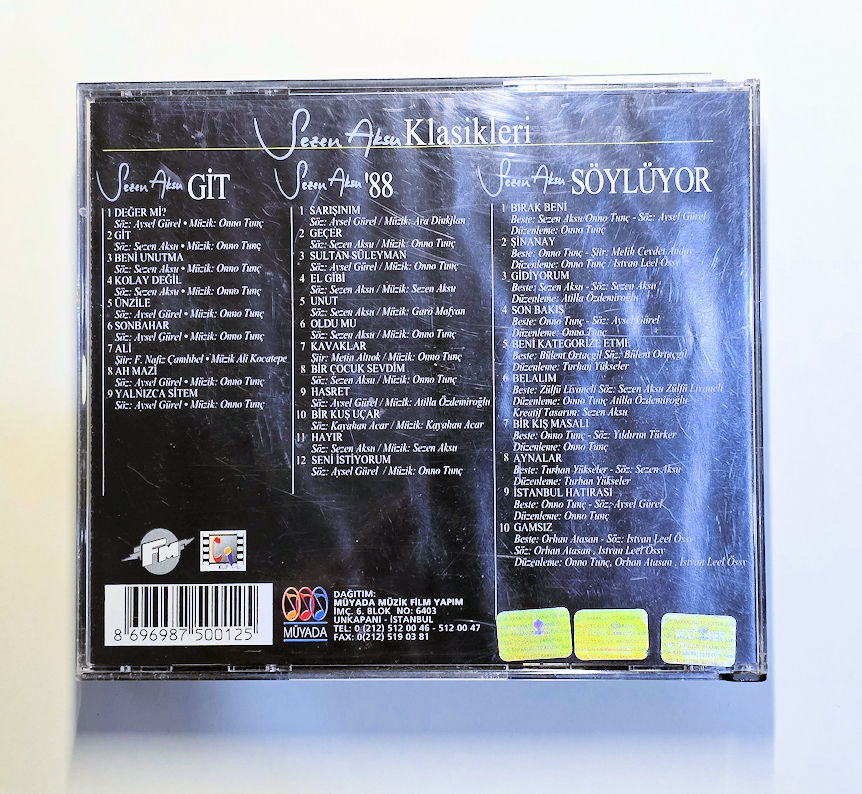 Sezen Aksu Klasikleri
Sezen Aksu GİT
1 DEĞER Mİ?
Söz: Aysel Gürel • Müzik: Onno Tunç
2 GİT
Söz: Sezen Aksu • Müzik: Onno Tunç
3 BENİ UNUTMA
Söz: Sezen Aksu • Müzik: Onno Tunç
4 KOLAY DEĞİL
Söz: Sezen Aksu • Müzik: Onno Tunç
5 ÜNZİLE
Söz: Aysel Gürel • Müzik: Onno Tunç
6 SONBAHAR
Söz: Aysel Gürel • Müzik: Onno Tunç
7 ALİ
Şiir: F. Nafiz Çamlıbel • Müzik Ali Kocatepe
8 AH MAZİ
Söz: Aysel Gürel • Müzik: Onno Tunç
9 YALNIZCA SİTEM
Söz: Aysel Gürel • Müzik: Onno Tunç
Sezen Aksu '88
1 SARIŞINIM
Söz: Aysel Gürel / Müzik: Ara Dinkjian
2 GEÇER
Söz: Sezen Aksu / Müzik: Onno Tunç
3 SULTAN SÜLEYMAN
Söz: Aysel Gürel / Müzik: Onno Tunç
4 EL GİBİ
Söz: Sezen Aksu / Müzik: Sezen Aksu
5 UNUT
Söz: Sezen Aksu / Müzik: Garo Mafyan
6 OLDU MU
Söz: Sezen Aksu / Müzik: Onno Tunç
7 KAVAKLAR
Şiir: Metin Altıok / Müzik: Onno Tunç
8 BİR ÇOCUK SEVDİM
Söz: Sezen Aksu / Müzik: Onno Tunç
9 HASRET
Söz: Aysel Gürel / Müzik: Atilla Özdemiroğlu
10 BİR KUŞ UÇAR
Söz: Kayahan Acar / Müzik: Kayahan Acar
11 HAYIR
Söz: Sezen Aksu / Müzik: Sezen Aksu
12 SENİ İSTİYORUM
Söz: Aysel Gürel / Müzik: Onno Tunç
Sezen Aksu SÖYLÜYOR
1 BIRAK BENİ
Beste: Sezen Aksu/Onno Tunç - Söz: Aysel Gürel
Düzenleme: Onno Tunç
2 ŞİNANAY
Beste: Onno Tunç - Şiir: Melih Cevdet Anday
Düzenleme: Onno Tunç / Istvan Leel Össy
3 GİDİYORUM
Beste: Sezen Aksu - Söz: Sezen Aksu
Düzenleme: Atilla Özdemiroğlu
4 SON BAKIŞ
Beste: Onno Tunç - Söz: Aysel Gürel
Düzenleme: Onno Tunç
5 BENİ KATEGORİZE ETME
Beste: Bülent Ortaçgil Söz: Bülent Ortaçgil
Düzenleme: Turhan Yükseler
6 BELALIM
Beste: Zülfü Livaneli Söz: Sezen Aksu Zülfü Livaneli
Düzenleme: Onno Tunç Atilla Özdemiroğlu
Kreatif Tasarım: Sezen Aksu
7 BİR KIŞ MASALI
Beste: Onno Tunç - Söz: Yıldırım Türker
Düzenleme: Onno Tunç
8 AYNALAR
Beste: Turhan Yükseler - Söz: Sezen Aksu
Düzenleme: Turhan Yükseler
9 İSTANBUL HATIRASI
Beste: Onno Tunç - Söz: Aysel Gürel
Düzenleme: Onno Tunç
10 GAMSIZ
Beste: Orhan Atasan - Söz: Istvan Leel Össy
Söz: Orhan Atasan , Istvan Leel Össy
Düzenleme: Onno Tunç, Orhan Atasan , Istvan Leel Össy
FM
8 696987 500125
MÜYADA
DAĞITIM:
MÜYADA MÜZİK FİLM YAPIM
İMÇ. 6. BLOK NO: 6403
UNKAPANI - İSTANBUL
TEL: 0 (212) 512 00 46 - 512 00 47
FAX: 0(212) 519 03 81